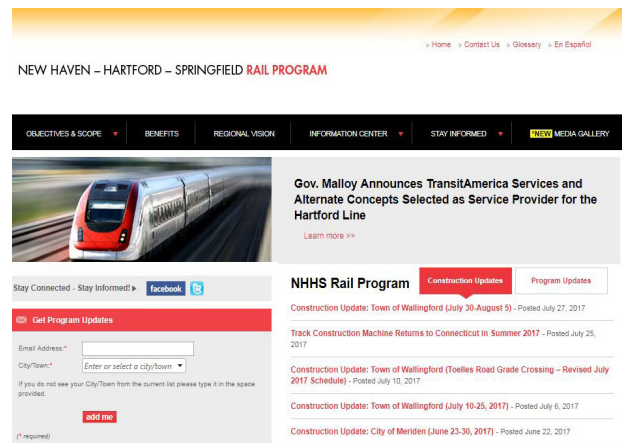 Home Contact Us Glossary En Español
NEW HAVEN – HARTFORD – SPRINGFIELD RAIL PROGRAM
OBJECTIVES & SCOPE BENEFITS REGIONAL VISION INFORMATION CENTER STAY INFORMED *NEW MEDIA GALLERY
Gov. Malloy Announces TransitAmerica Services and
Alternate Concepts Selected as Service Provider for the
Hartford Line
Learn more >>
Stay Connected - Stay Informed!
facebook
Get Program Updates
Email Address:*
City/Town:* Enter or select a city/town
If you do not see your City/Town from the current list please type it in the space
provided.
add me
(* required)
NHHS Rail Program Construction Updates Program Updates
Construction Update: Town of Wallingford (July 30-August 5) - Posted July 27, 2017
Track Construction Machine Returns to Connecticut in Summer 2017 - Posted July 25,
2017
Construction Update: Town of Wallingford (Toelles Road Grade Crossing – Revised July
2017 Schedule) - Posted July 10, 2017
Construction Update: Town of Wallingford (July 10-25, 2017) - Posted July 6, 2017
Construction Update: City of Meriden (June 23-30, 2017) - Posted June 22, 2017